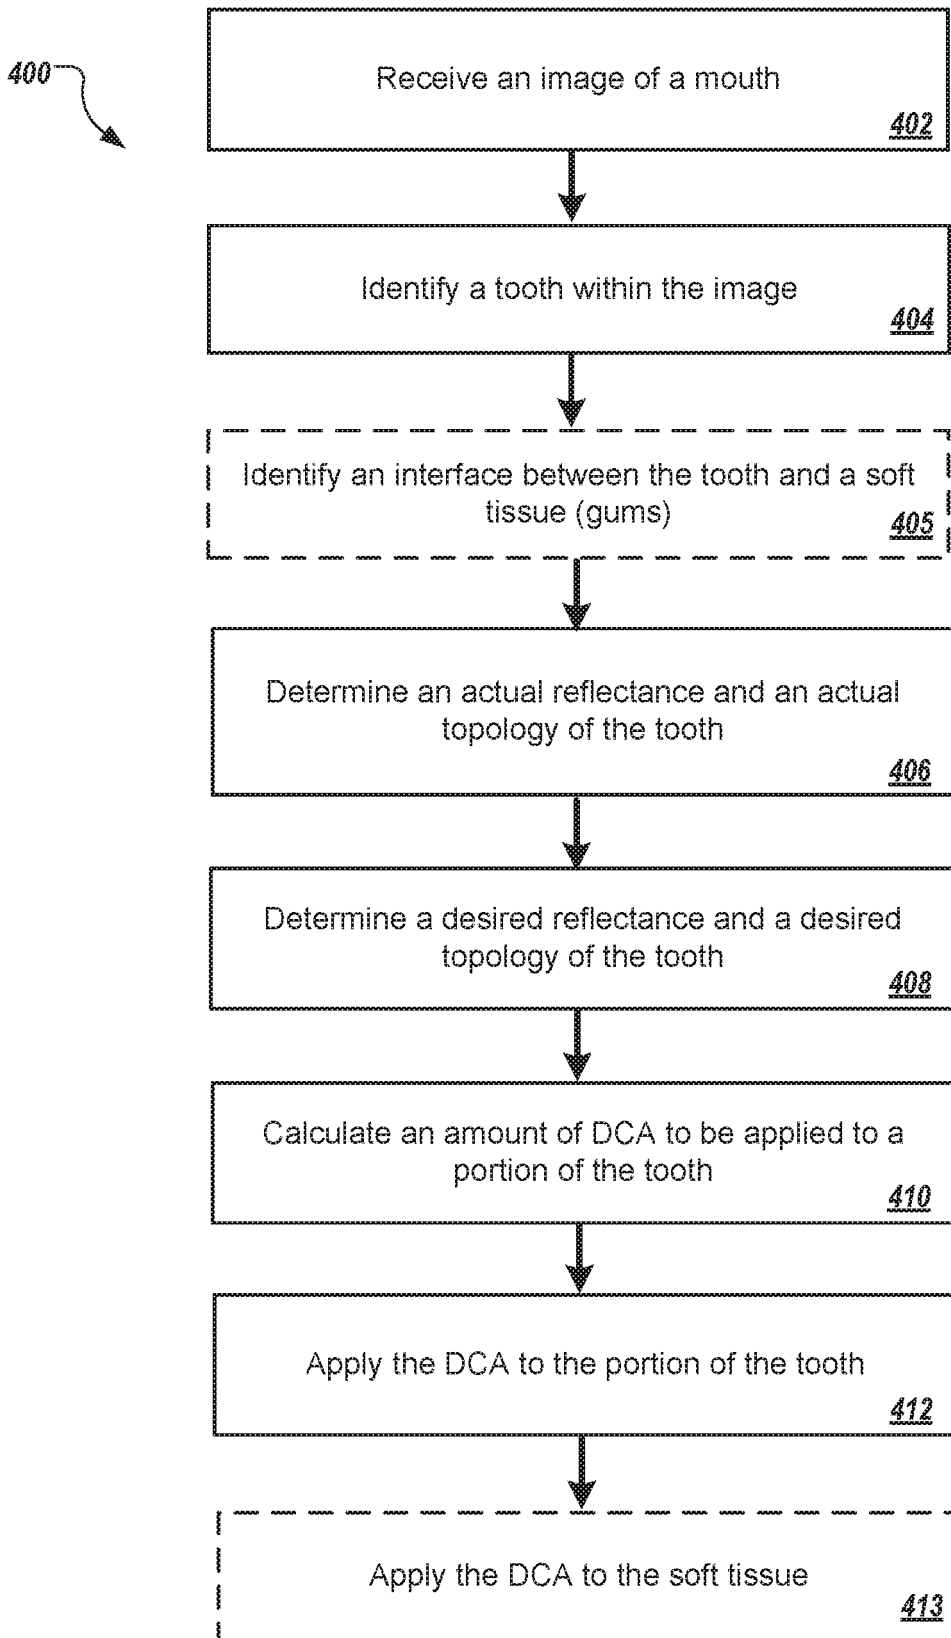 400
Receive an image of a mouth
402
Identify a tooth within the image
404
Identify an interface between the tooth and a soft
tissue (gums)
405
Determine an actual reflectance and an actual
topology of the tooth
406
Determine a desired reflectance and a desired
topology of the tooth
408
Calculate an amount of DCA to be applied to a
portion of the tooth
410
Apply the DCA to the portion of the tooth
412
Apply the DCA to the soft tissue
413